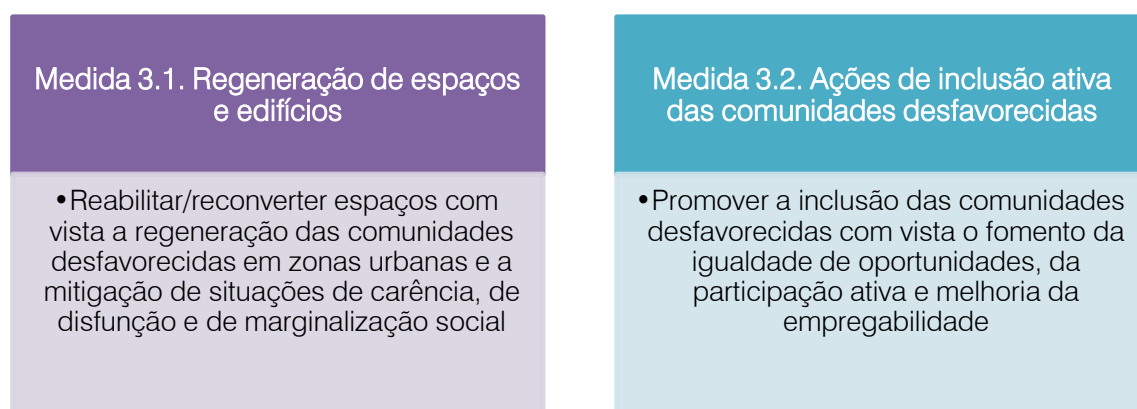 Medida 3.1. Regeneração de espaços
e edifícios
•Reabilitar/reconverter espaços com
vista a regeneração das comunidades
desfavorecidas em zonas urbanas e a
mitigação de situações de carência, de
disfunção e de marginalização social
Medida 3.2. Ações de inclusão ativa
das comunidades desfavorecidas
•Promover a inclusão das comunidades
desfavorecidas com vista o fomento da
igualdade de oportunidades, da
participação ativa e melhoria da
empregabilidade